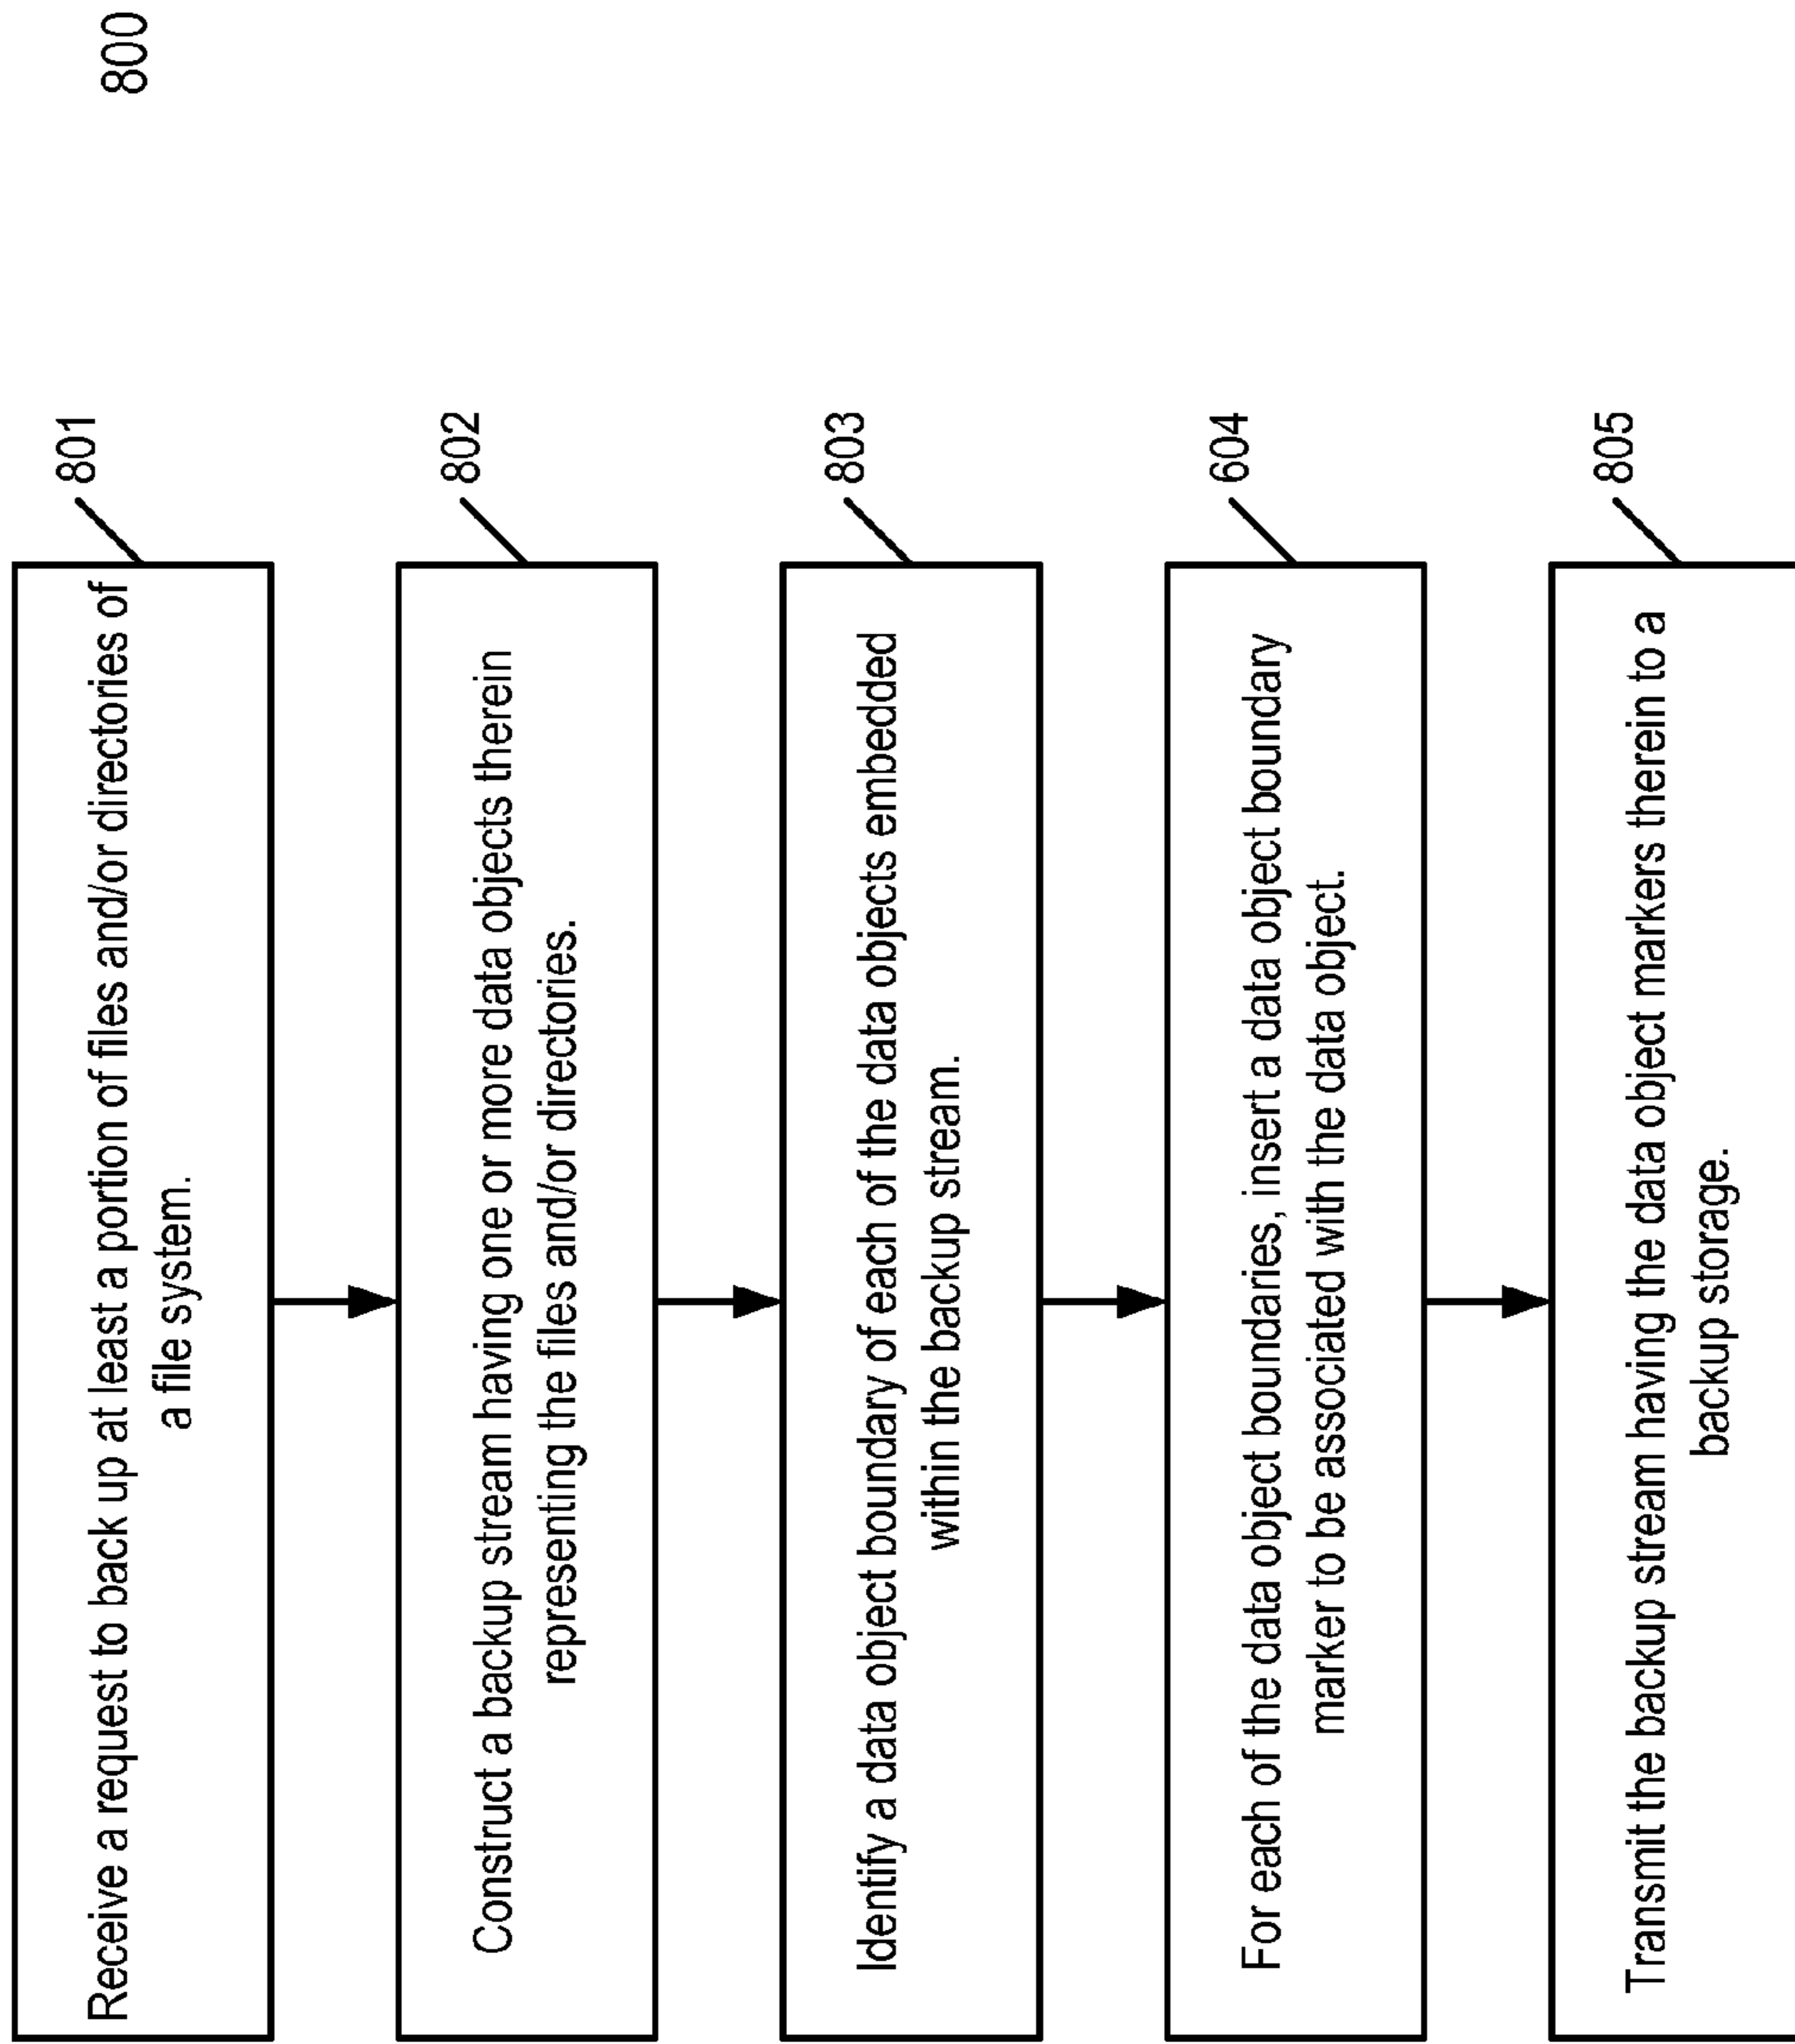 800
801
Receive a request to back up at least a portion of files and/or directories of
a file system.
802
Construct a backup stream having one or more data objects therein
representing the files and/or directories.
803
Identify a data object boundary of each of the data objects embedded
within the backup stream.
604
For each of the data object boundaries, insert a data object boundary
marker to be associated with the data object.
805
Transmit the backup stream having the data object markers therein to a
backup storage.